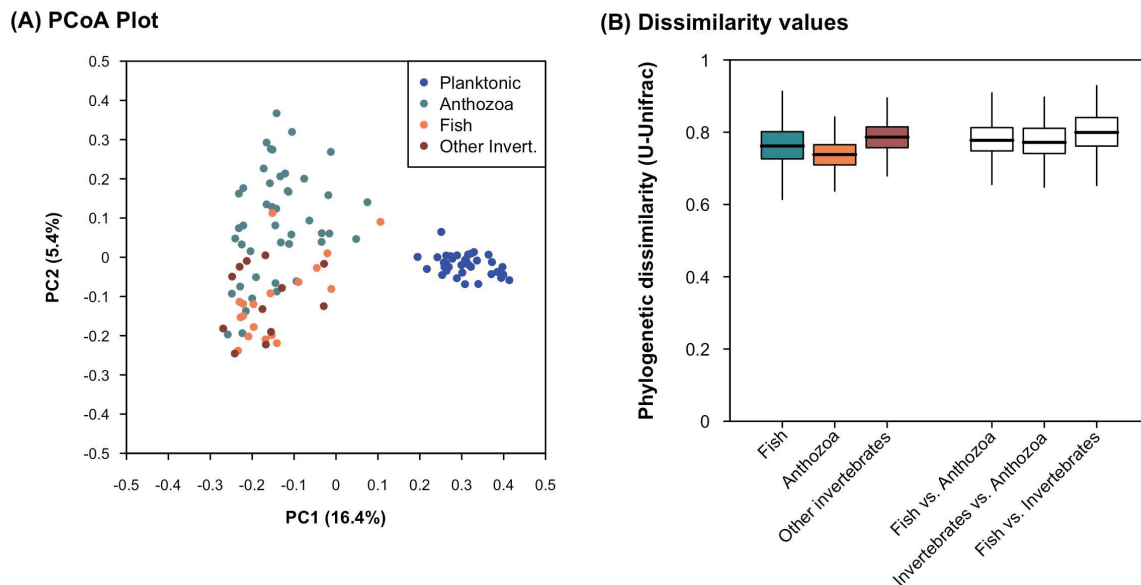 (A) PCoA Plot
0.5
0.4
0.3
0.2
0.1
0
-0.1
-0.2
-0.3
-0.4
-0.5
PC2 (5.4%)
-0.5 -0.4 -0.3 -0.2 -0.1 0 0.1 0.2 0.3 0.4 0.5
PC1 (16.4%)
Planktonic
Anthozoa
Fish
Other Invert.
(B) Dissimilarity values
Phylogenetic dissimilarity (U-Unifrac)
1
0.8
0.6
0.4
0.2
0
Fish
Anthozoa
Other invertebrates
Fish vs. Anthozoa
Invertebrates vs. Anthozoa
Fish vs. Invertebrates